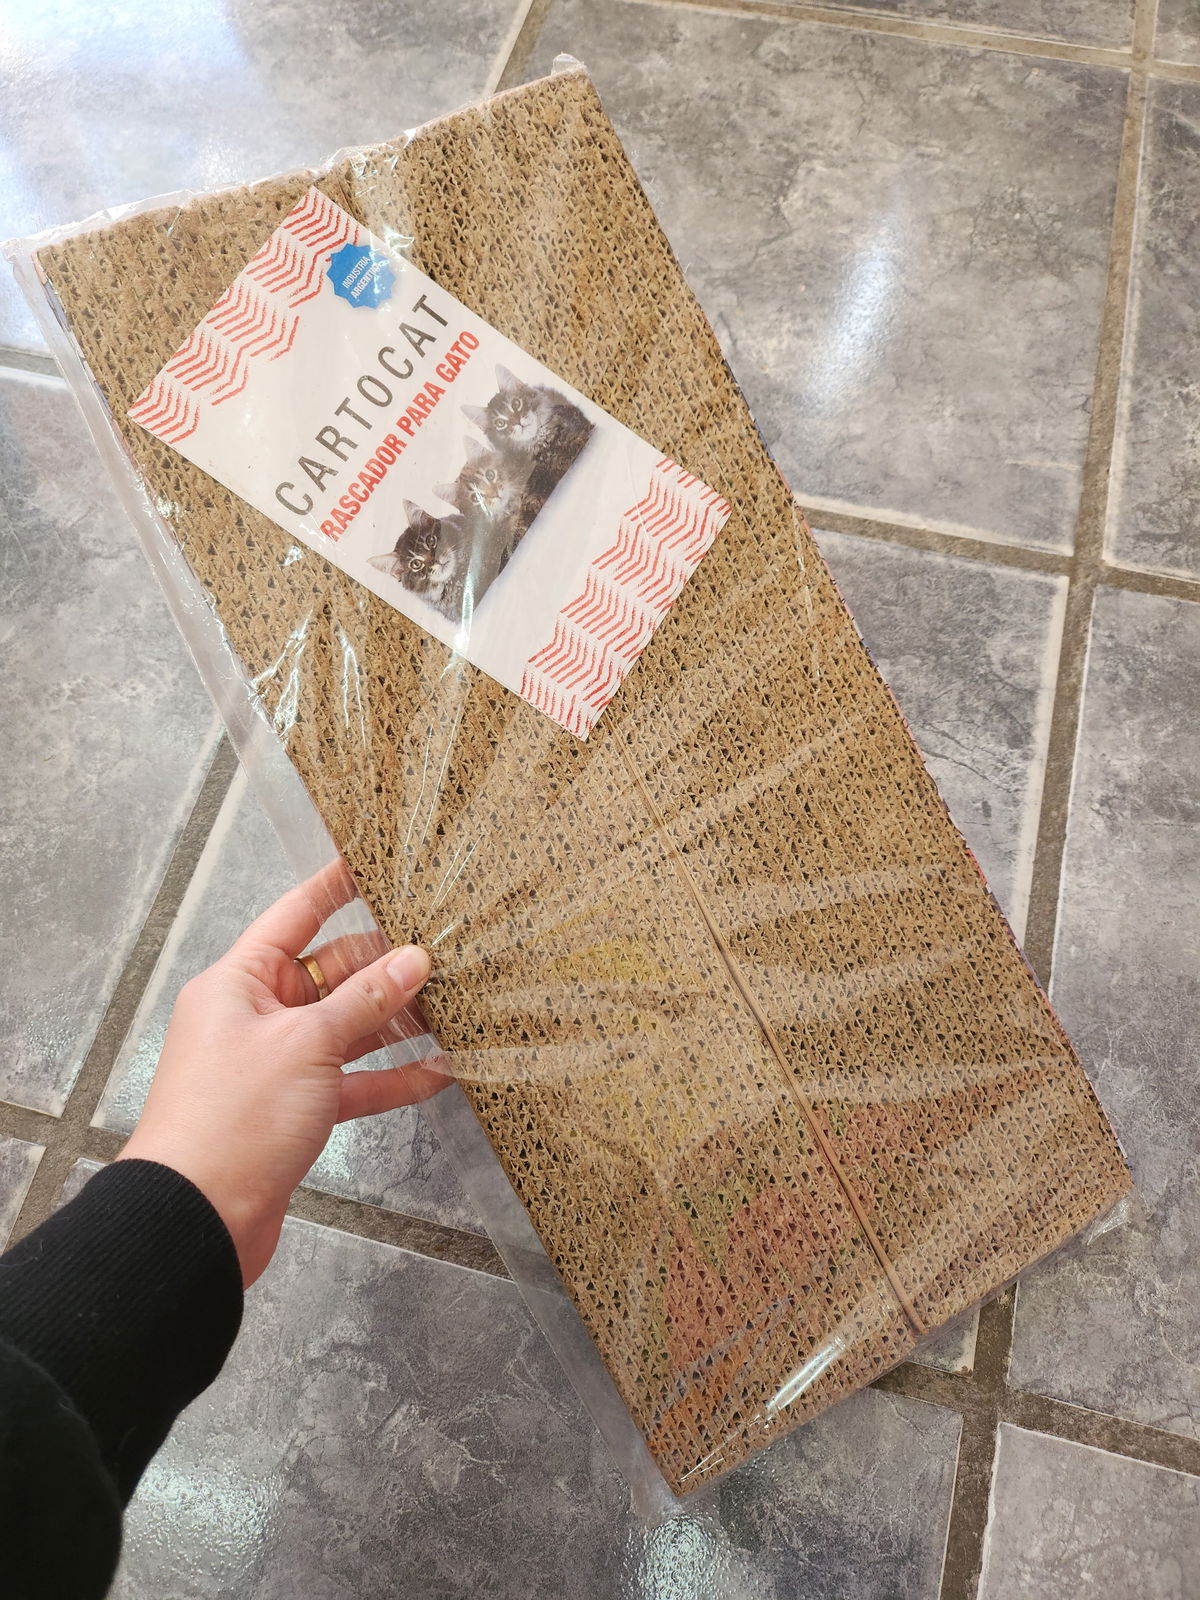 INDUSTRIA
ARGENTINA
CARTOCAT
RASCADOR PARA GATO